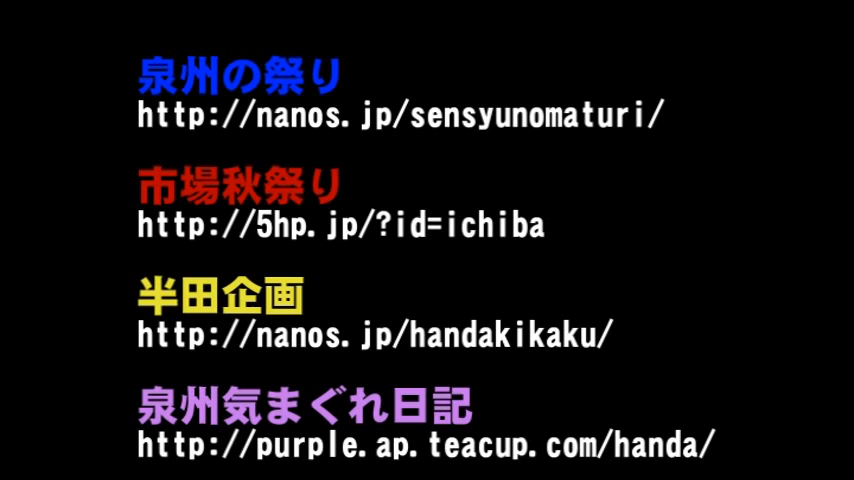 泉州の祭り
http://nanos.jp/sensyunomaturi/
市場秋祭り
http://5hp.jp/?id=ichiba
半田企画
http://nanos.jp/handakikaku/
泉州気まぐれ日記
http://purple.ap.teacup.com/handa/